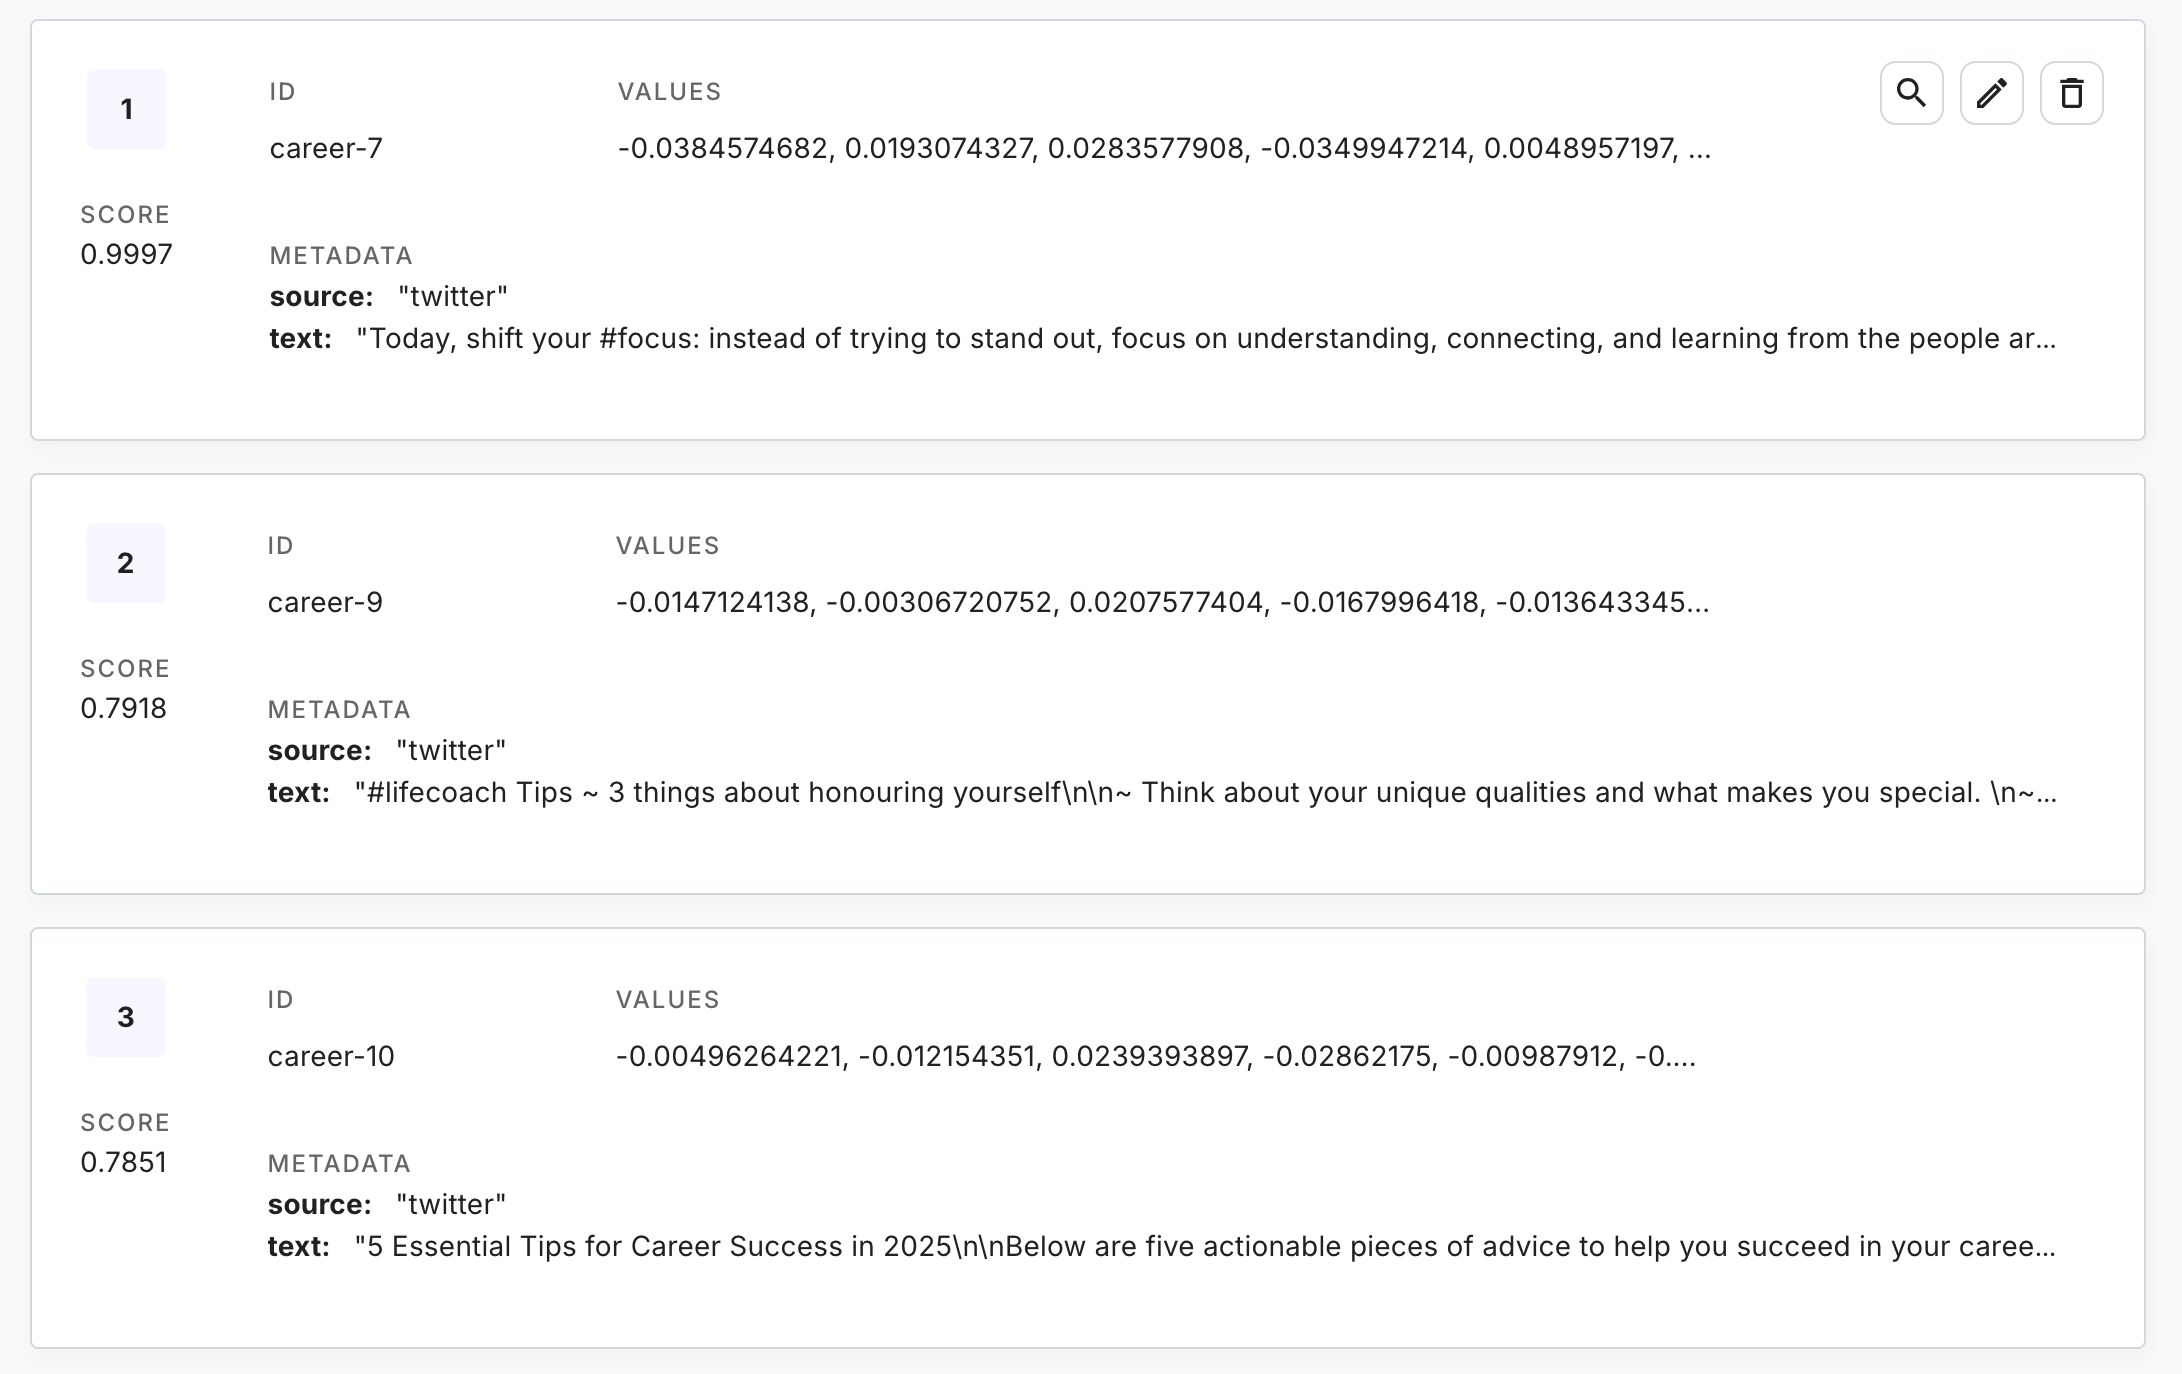 1
ID
VALUES
career-7
-0.0384574682, 0.0193074327, 0.0283577908, -0.0349947214, 0.0048957197, ...
SCORE
0.9997
METADATA
source: "twitter"
text: "Today, shift your #focus: instead of trying to stand out, focus on understanding, connecting, and learning from the people ar...
2
ID
VALUES
career-9
-0.0147124138, -0.00306720752, 0.0207577404, -0.0167996418, -0.013643345...
SCORE
0.7918
METADATA
source: "twitter"
text: "#lifecoach Tips ~ 3 things about honouring yourself\n\n~ Think about your unique qualities and what makes you special. \n~...
3
ID
VALUES
career-10
-0.00496264221, -0.012154351, 0.0239393897, -0.02862175, -0.00987912, -0....
SCORE
0.7851
METADATA
source: "twitter"
text: "5 Essential Tips for Career Success in 2025\n\nBelow are five actionable pieces of advice to help you succeed in your caree...